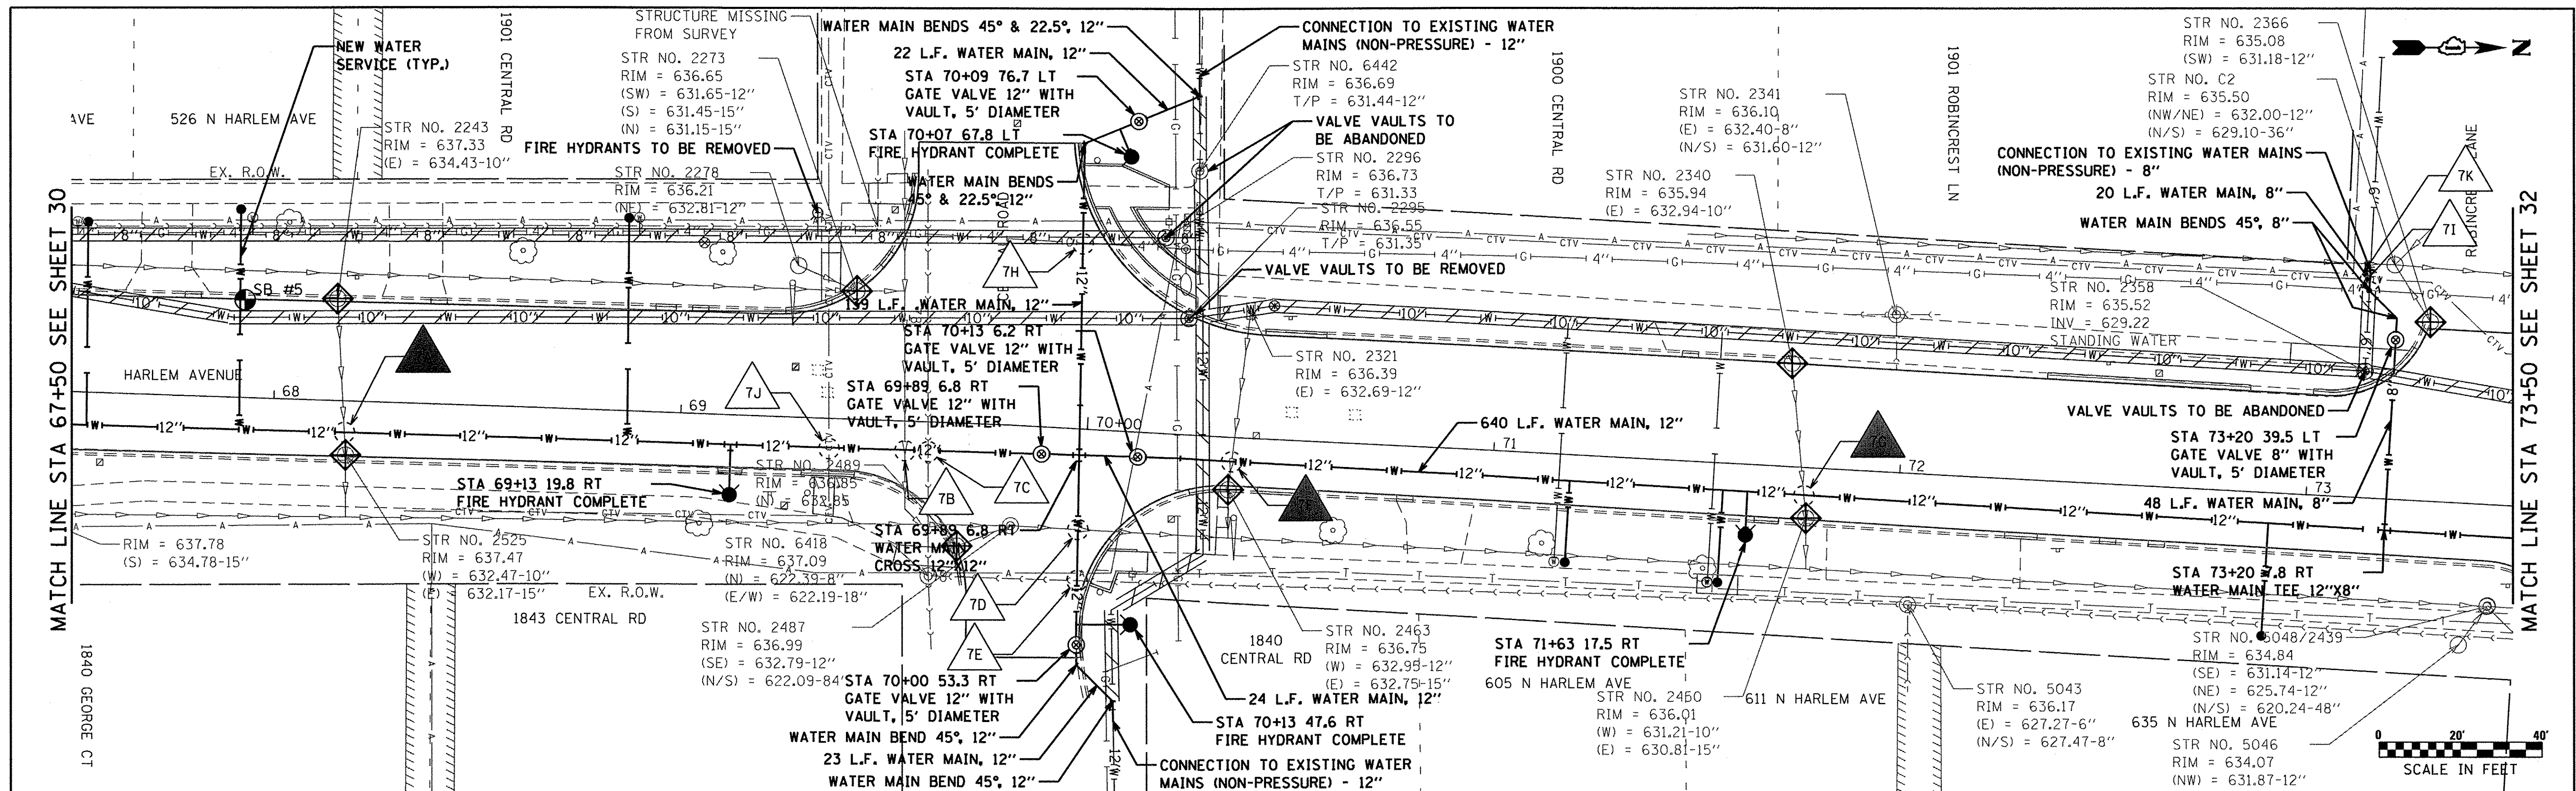 MATCH LINE STA 67+50 SEE SHEET 30
AVE
526 N HARLEM AVE
NEW WATER
SERVICE (TYP.)
1901 CENTRAL RD
STR NO. 2243
RIM = 637.33
(E) = 634.43-10"
EX. R.O.W.
STRUCTURE MISSING
FROM SURVEY
STR NO. 2273
RIM = 636.65
(SW) = 631.65-12"
(S) = 631.45-15"
(N) = 631.15-15"
FIRE HYDRANTS TO BE REMOVED
STR NO. 2278
RIM = 636.21
(NE) = 632.81-12"
WATER MAIN BENDS 45° & 22.5°, 12"
22 L.F. WATER MAIN, 12"
STA 70+09 76.7 LT
GATE VALVE 12" WITH
VAULT, 5' DIAMETER
STA 70+07 67.8 LT
FIRE HYDRANT COMPLETE
WATER MAIN BENDS
45° & 22.5°, 12"
CONNECTION TO EXISTING WATER
MAINS (NON-PRESSURE) - 12"
STR NO. 6442
RIM = 636.69
T/P = 631.44-12"
VALVE VAULTS TO
BE ABANDONED
STR NO. 2296
RIM = 636.73
T/P = 631.33
STR NO. 2295
RIM = 636.55
T/P = 631.35
VALVE VAULTS TO BE REMOVED
1900 CENTRAL RD
STR NO. 2340
RIM = 635.94
(E) = 632.94-10"
STR NO. 2341
RIM = 636.10
(E) = 632.40-8"
(N/S) = 631.60-12"
1901 ROBINCREST LN
STR NO. 2366
RIM = 635.08
(SW) = 631.18-12"
STR NO. C2
RIM = 635.50
(NW/NE) = 632.00-12"
(N/S) = 629.10-36"
CONNECTION TO EXISTING WATER MAINS
(NON-PRESSURE) - 8"
20 L.F. WATER MAIN, 8"
WATER MAIN BENDS 45°, 8"
N
7K
7I
STR NO. 2358
RIM = 635.52
INV = 629.22
STANDING WATER
SB #5
HARLEM AVENUE
68
69
70+00
71
72
73
7H
7J
139 L.F. WATER MAIN, 12"
STA 70+13 6.2 RT
GATE VALVE 12" WITH
VAULT, 5' DIAMETER
STA 69+89 6.8 RT
GATE VALVE 12" WITH
VAULT, 5' DIAMETER
STR NO. 2321
RIM = 636.39
(E) = 632.69-12"
640 L.F. WATER MAIN, 12"
VALVE VAULTS TO BE ABANDONED
STA 73+20 39.5 LT
GATE VALVE 8" WITH
VAULT, 5' DIAMETER
48 L.F. WATER MAIN, 8"
STA 69+13 19.8 RT
FIRE HYDRANT COMPLETE
STR NO. 2489
RIM = 636.85
(N) = 632.85
7B
7C
7G
STA 69+89 6.8 RT
WATER MAIN
CROSS 12"X12"
RIM = 637.78
(S) = 634.78-15"
STR NO. 2525
RIM = 637.47
(W) = 632.47-10"
(E) = 632.17-15"
EX. R.O.W.
1843 CENTRAL RD
STR NO. 6418
RIM = 637.09
(N) = 622.39-8"
(E/W) = 622.19-18"
STR NO. 2487
RIM = 636.99
(SE) = 632.79-12"
(N/S) = 622.09-84"
7D
7E
STA 70+00 53.3 RT
GATE VALVE 12" WITH
VAULT, 5' DIAMETER
WATER MAIN BEND 45°, 12"
23 L.F. WATER MAIN, 12"
WATER MAIN BEND 45°, 12"
1840
CENTRAL RD
STR NO. 2463
RIM = 636.75
(W) = 632.95-12"
(E) = 632.75-15"
24 L.F. WATER MAIN, 12"
STA 70+13 47.6 RT
FIRE HYDRANT COMPLETE
CONNECTION TO EXISTING WATER
MAINS (NON-PRESSURE) - 12"
STA 71+63 17.5 RT
FIRE HYDRANT COMPLETE
605 N HARLEM AVE
STR NO. 2460
RIM = 636.01
(W) = 631.21-10"
(E) = 630.81-15"
611 N HARLEM AVE
STR NO. 5043
RIM = 636.17
(E) = 627.27-6"
(N/S) = 627.47-8"
STA 73+20 7.8 RT
WATER MAIN TEE 12"X8"
STR NO. 5048/2439
RIM = 634.84
(SE) = 631.14-12"
(NE) = 625.74-12"
(N/S) = 620.24-48"
635 N HARLEM AVE
STR NO. 5046
RIM = 634.07
(NW) = 631.87-12"
0 20' 40'
SCALE IN FEET
1840 GEORGE CT
MATCH LINE STA 73+50 SEE SHEET 32